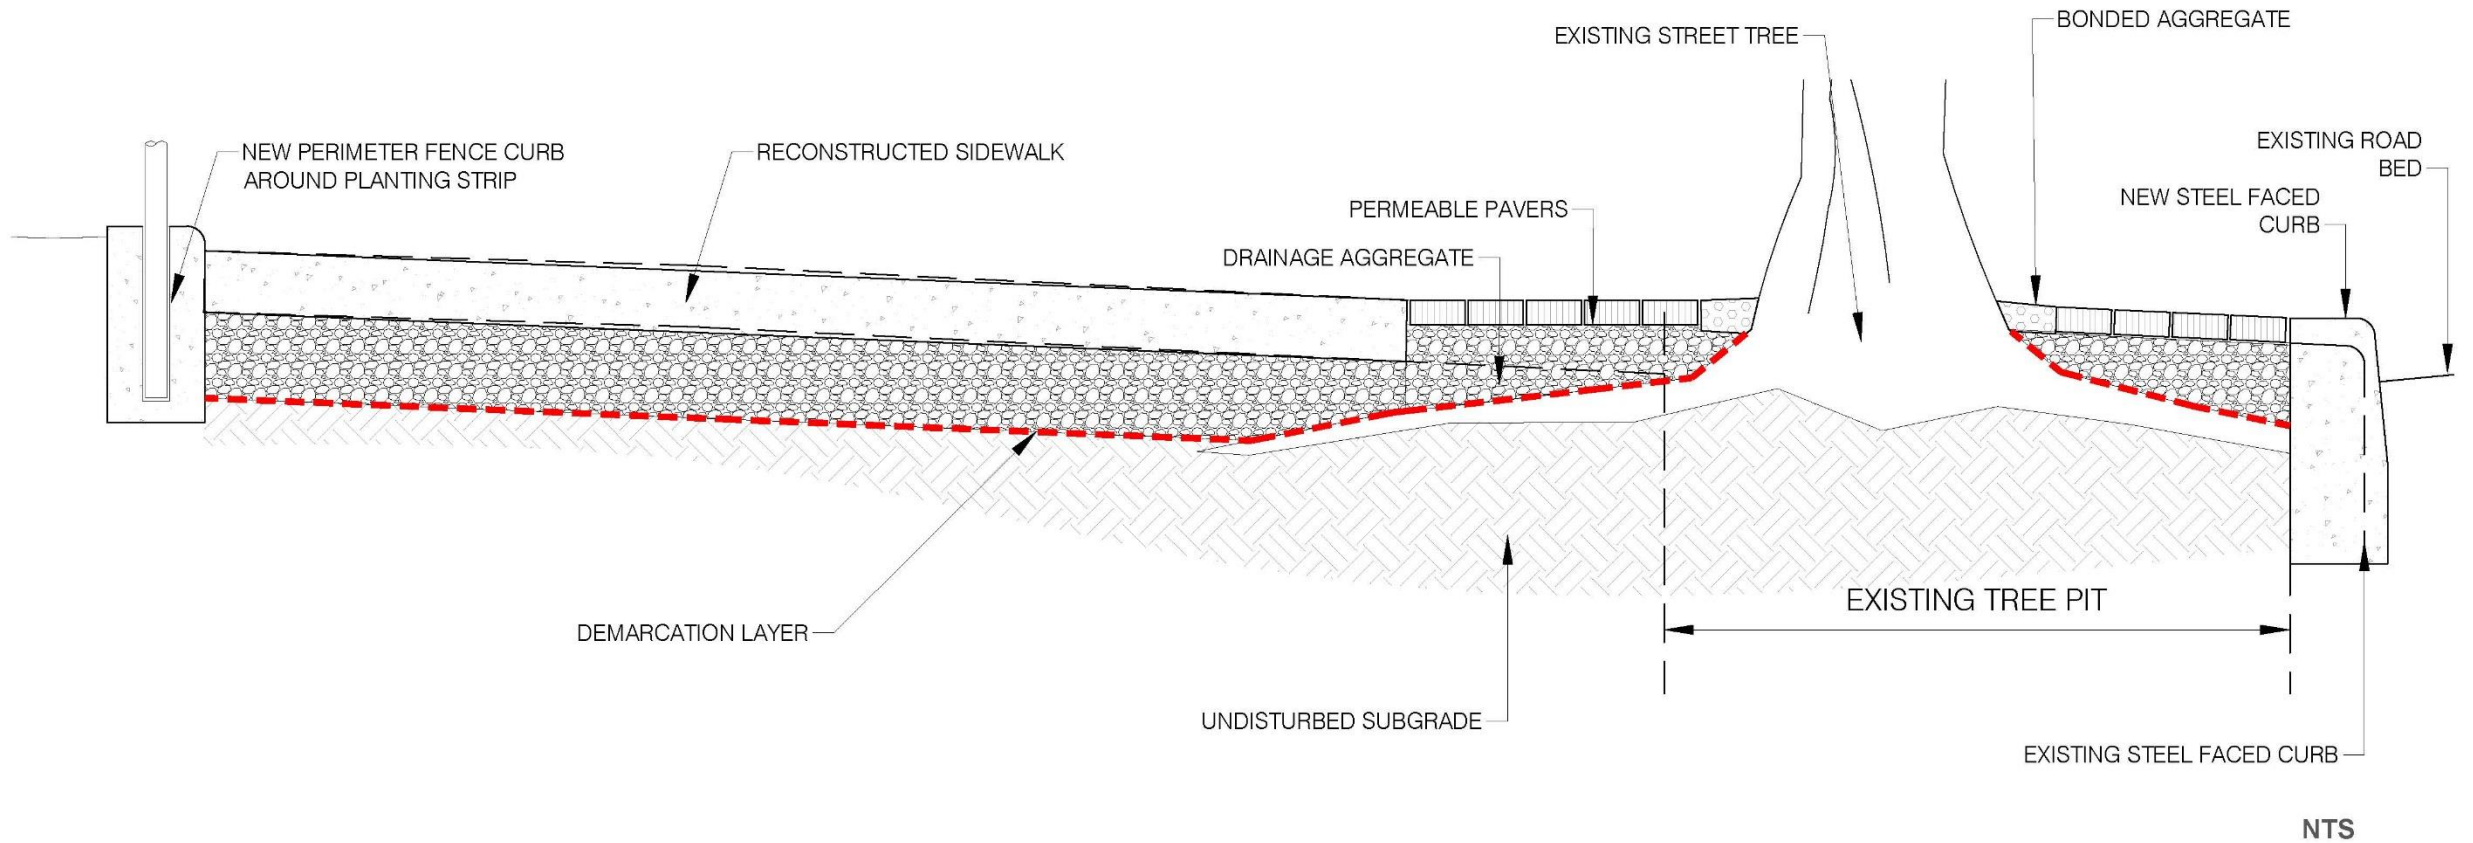 BONDED AGGREGATE
EXISTING STREET TREE
NEW PERIMETER FENCE CURB
AROUND PLANTING STRIP
RECONSTRUCTED SIDEWALK
EXISTING ROAD
BED
NEW STEEL FACED
CURB
PERMEABLE PAVERS
DRAINAGE AGGREGATE
EXISTING TREE PIT
DEMARCATION LAYER
UNDISTURBED SUBGRADE
EXISTING STEEL FACED CURB
NTS